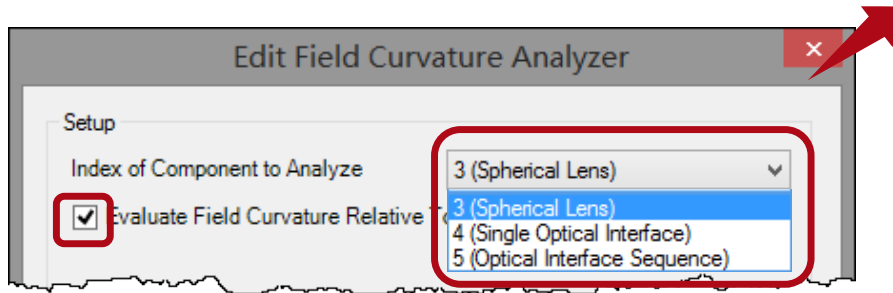 Edit Field Curvature Analyzer
Setup
Index of Component to Analyze
3 (Spherical Lens)
Evaluate Field Curvature Relative
3 (Spherical Lens)
4 (Single Optical Interface)
5 (Optical Interface Sequence)